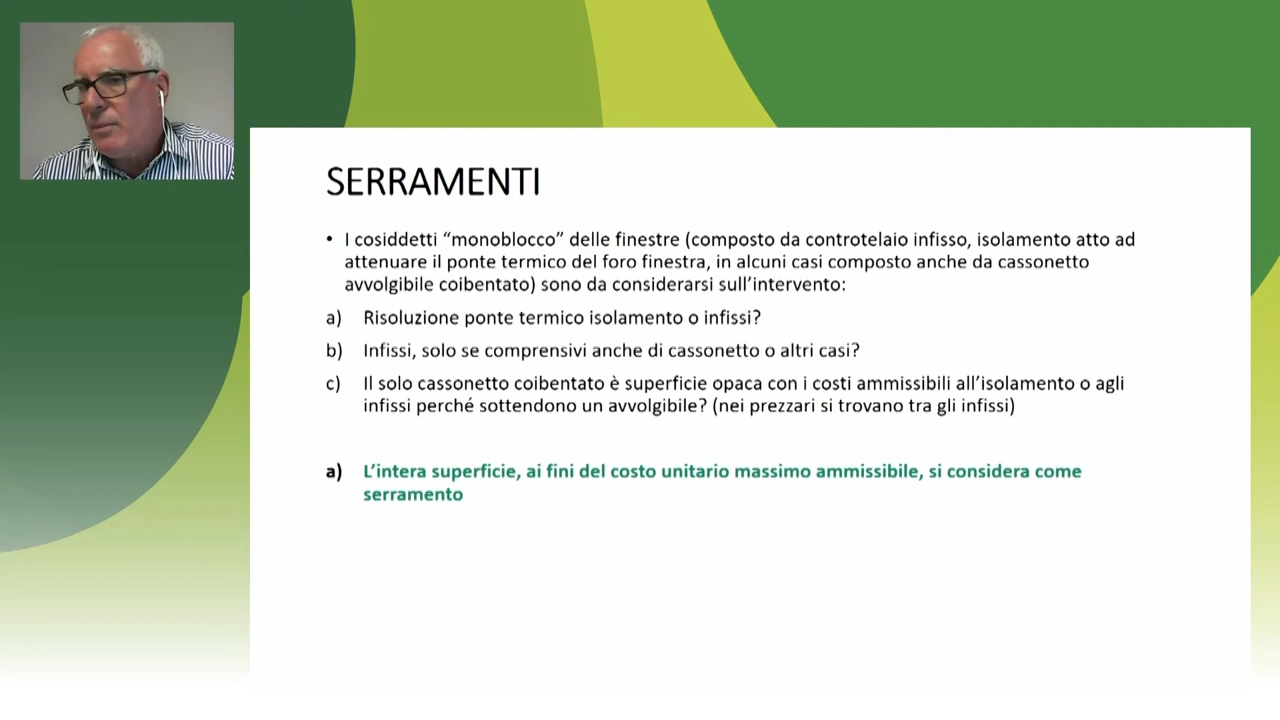 SERRAMENTI
• I cosiddetti “monoblocco” delle finestre (composto da controtelaio infisso, isolamento atto ad
attenuare il ponte termico del foro finestra, in alcuni casi composto anche da cassonetto
avvolgibile coibentato) sono da considerarsi sull’intervento:
a) Risoluzione ponte termico isolamento o infissi?
b) Infissi, solo se comprensivi anche di cassonetto o altri casi?
c) Il solo cassonetto coibentato è superficie opaca con i costi ammissibili all’isolamento o agli
infissi perché sottendono un avvolgibile? (nei prezzari si trovano tra gli infissi)
a) L’intera superficie, ai fini del costo unitario massimo ammissibile, si considera come
serramento